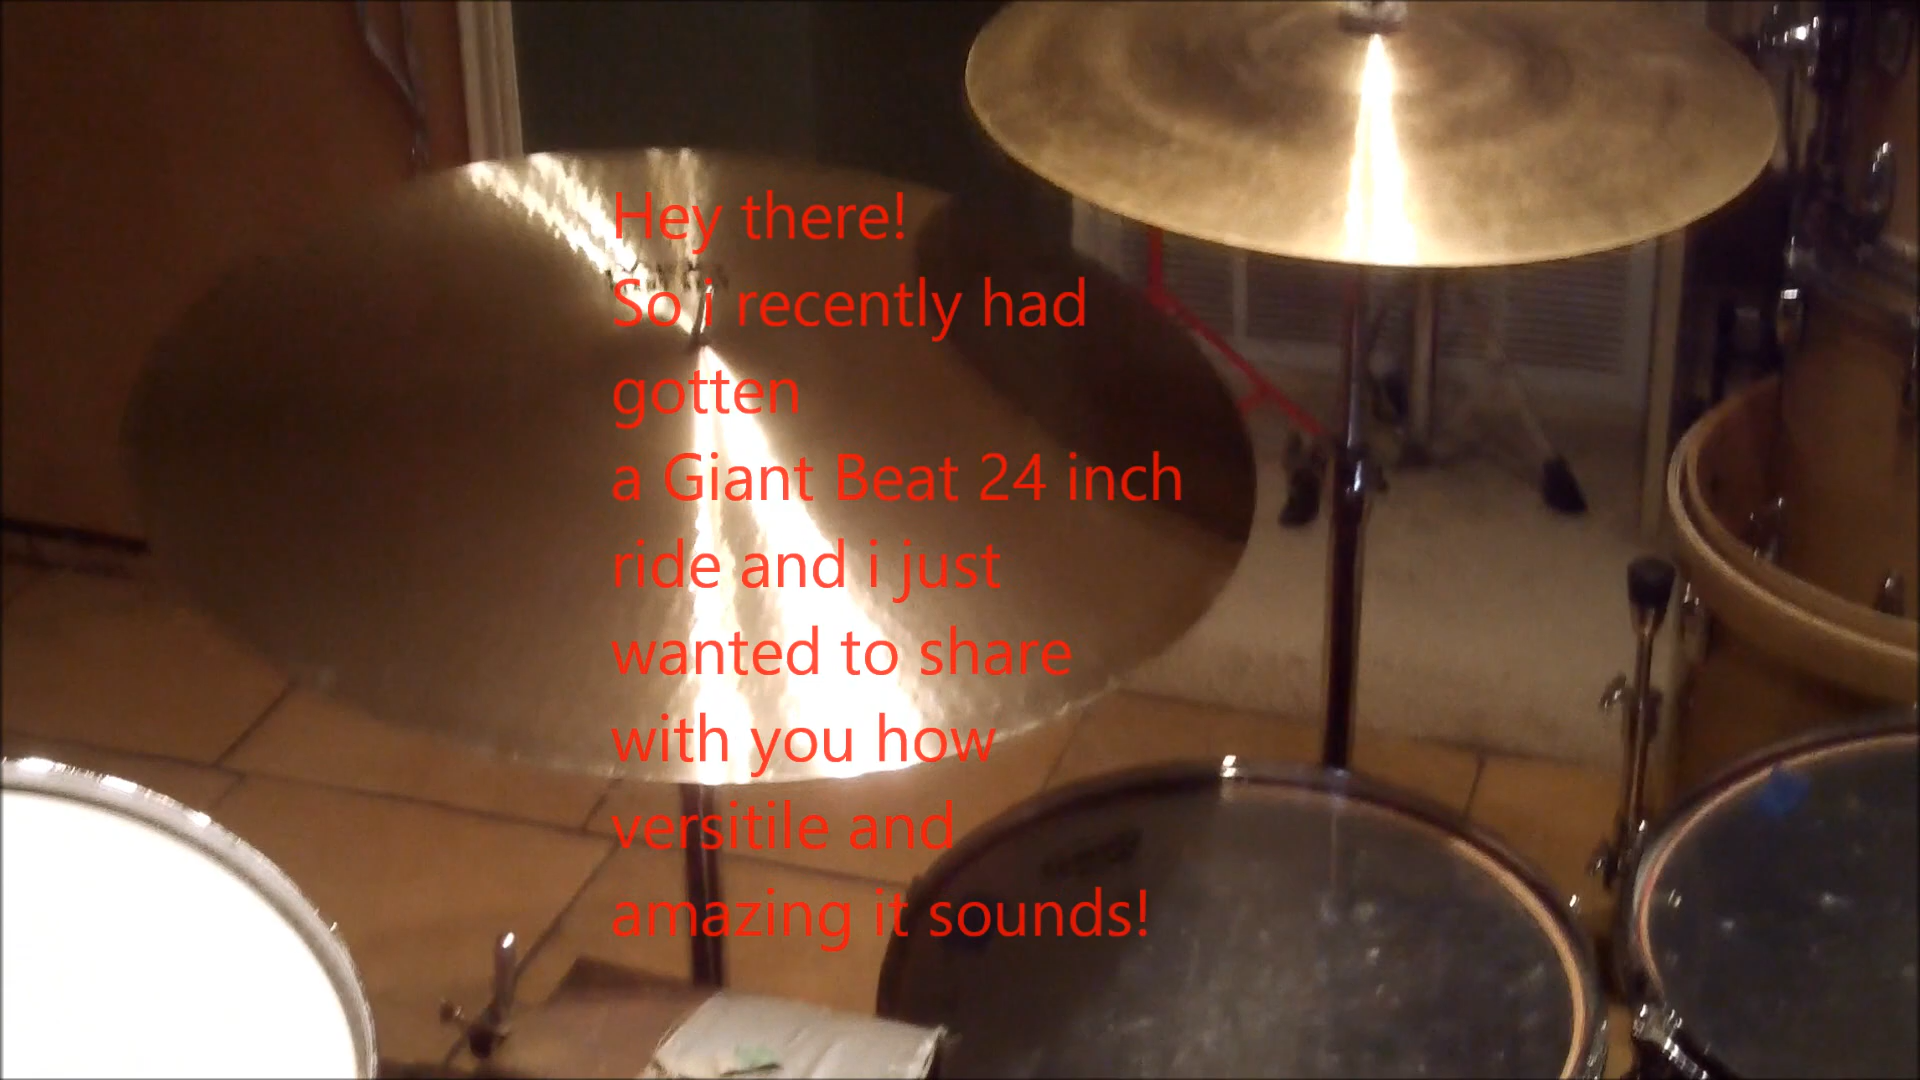 Hey there!
So i recently had
gotten
a Giant Beat 24 inch
ride and i just
wanted to share
with you how
versitile and
amazing it sounds!